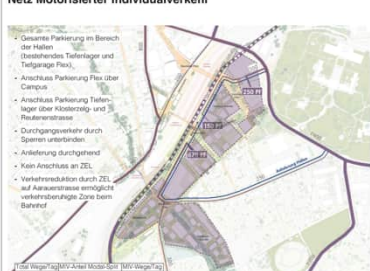 Netz Motorisierter Individualverkehr
- Gesamte Parkierung im Bereich
der Hallen
(bestehendes Tiefenlager und
Tiefgarage Flex)
- Anschluss Parkierung Flex über
Campus
- Anschluss Parkierung Tiefen-
lager über Klosterzelg- und
Reutenenstrasse
- Durchgangsverkehr durch
Sperren unterbinden
- Anlieferung durchgehend
- Kein Anschluss an ZEL
- Verkehrsreduktion durch ZEL
auf Aarauerstrasse ermöglicht
verkehrsberuhigte Zone beim
Bahnhof
Total Wege/Tag MIV-Anteil Modal-Split MIV-Wege/Tag